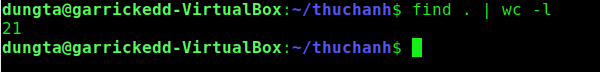 dungta@garrickedd-VirtualBox:~/thuchanh$ find . | wc -l
21
dungta@garrickedd-VirtualBox:~/thuchanh$